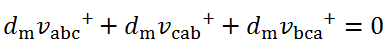 d_m v_abc^+ + d_m v_cab^+ + d_m v_bca^+ = 0